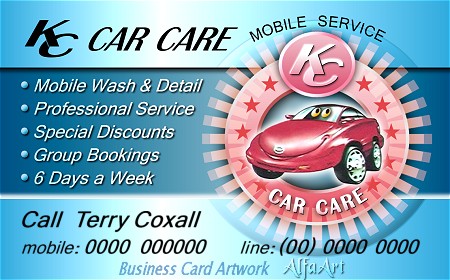 KC CAR CARE
MOBILE SERVICE
KC
• Mobile Wash & Detail
• Professional Service
• Special Discounts
• Group Bookings
• 6 Days a Week
CAR CARE
Call Terry Coxall
mobile: 0000 000000 line: (00) 0000 0000
Business Card Artwork AlfaArt